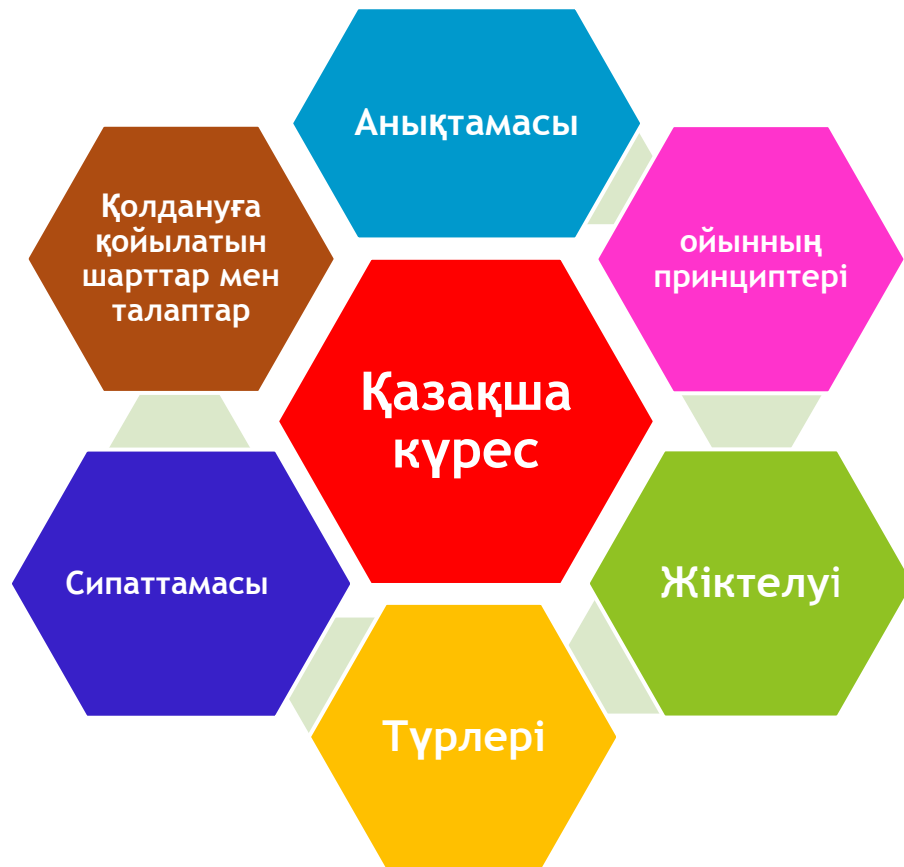 Анықтамасы
ойынның
принциптері
Қолдануға
қойылатын
шарттар мен
талаптар
Қазақша
күрес
Жіктелуі
Сипаттамасы
Түрлері